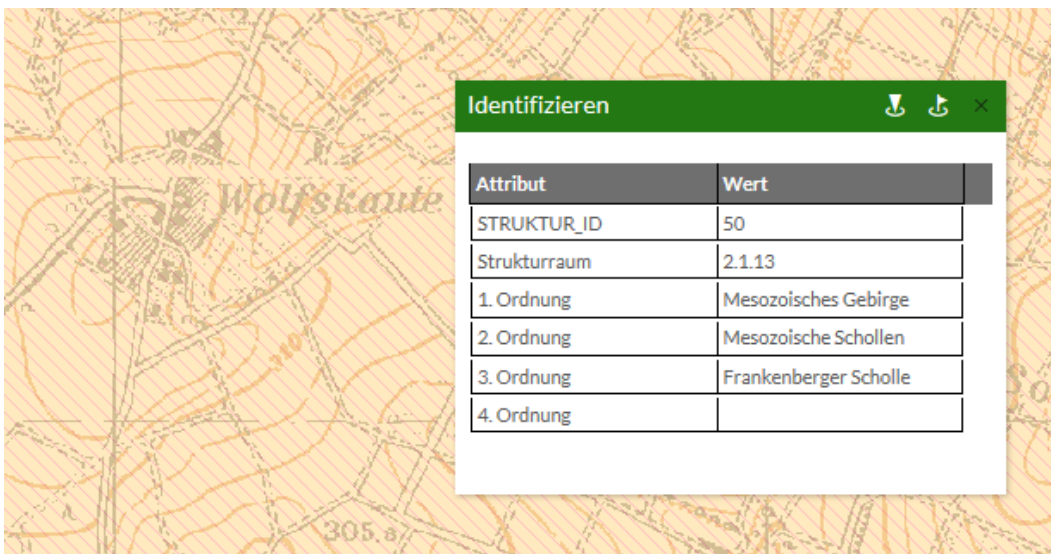 Identifizieren
Attribut Wert
STRUKTUR_ID 50
Strukturraum 2.1.13
1. Ordnung Mesozoisches Gebirge
2. Ordnung Mesozoische Schollen
3. Ordnung Frankenberger Scholle
4. Ordnung
Wolfskaute
310
305,8